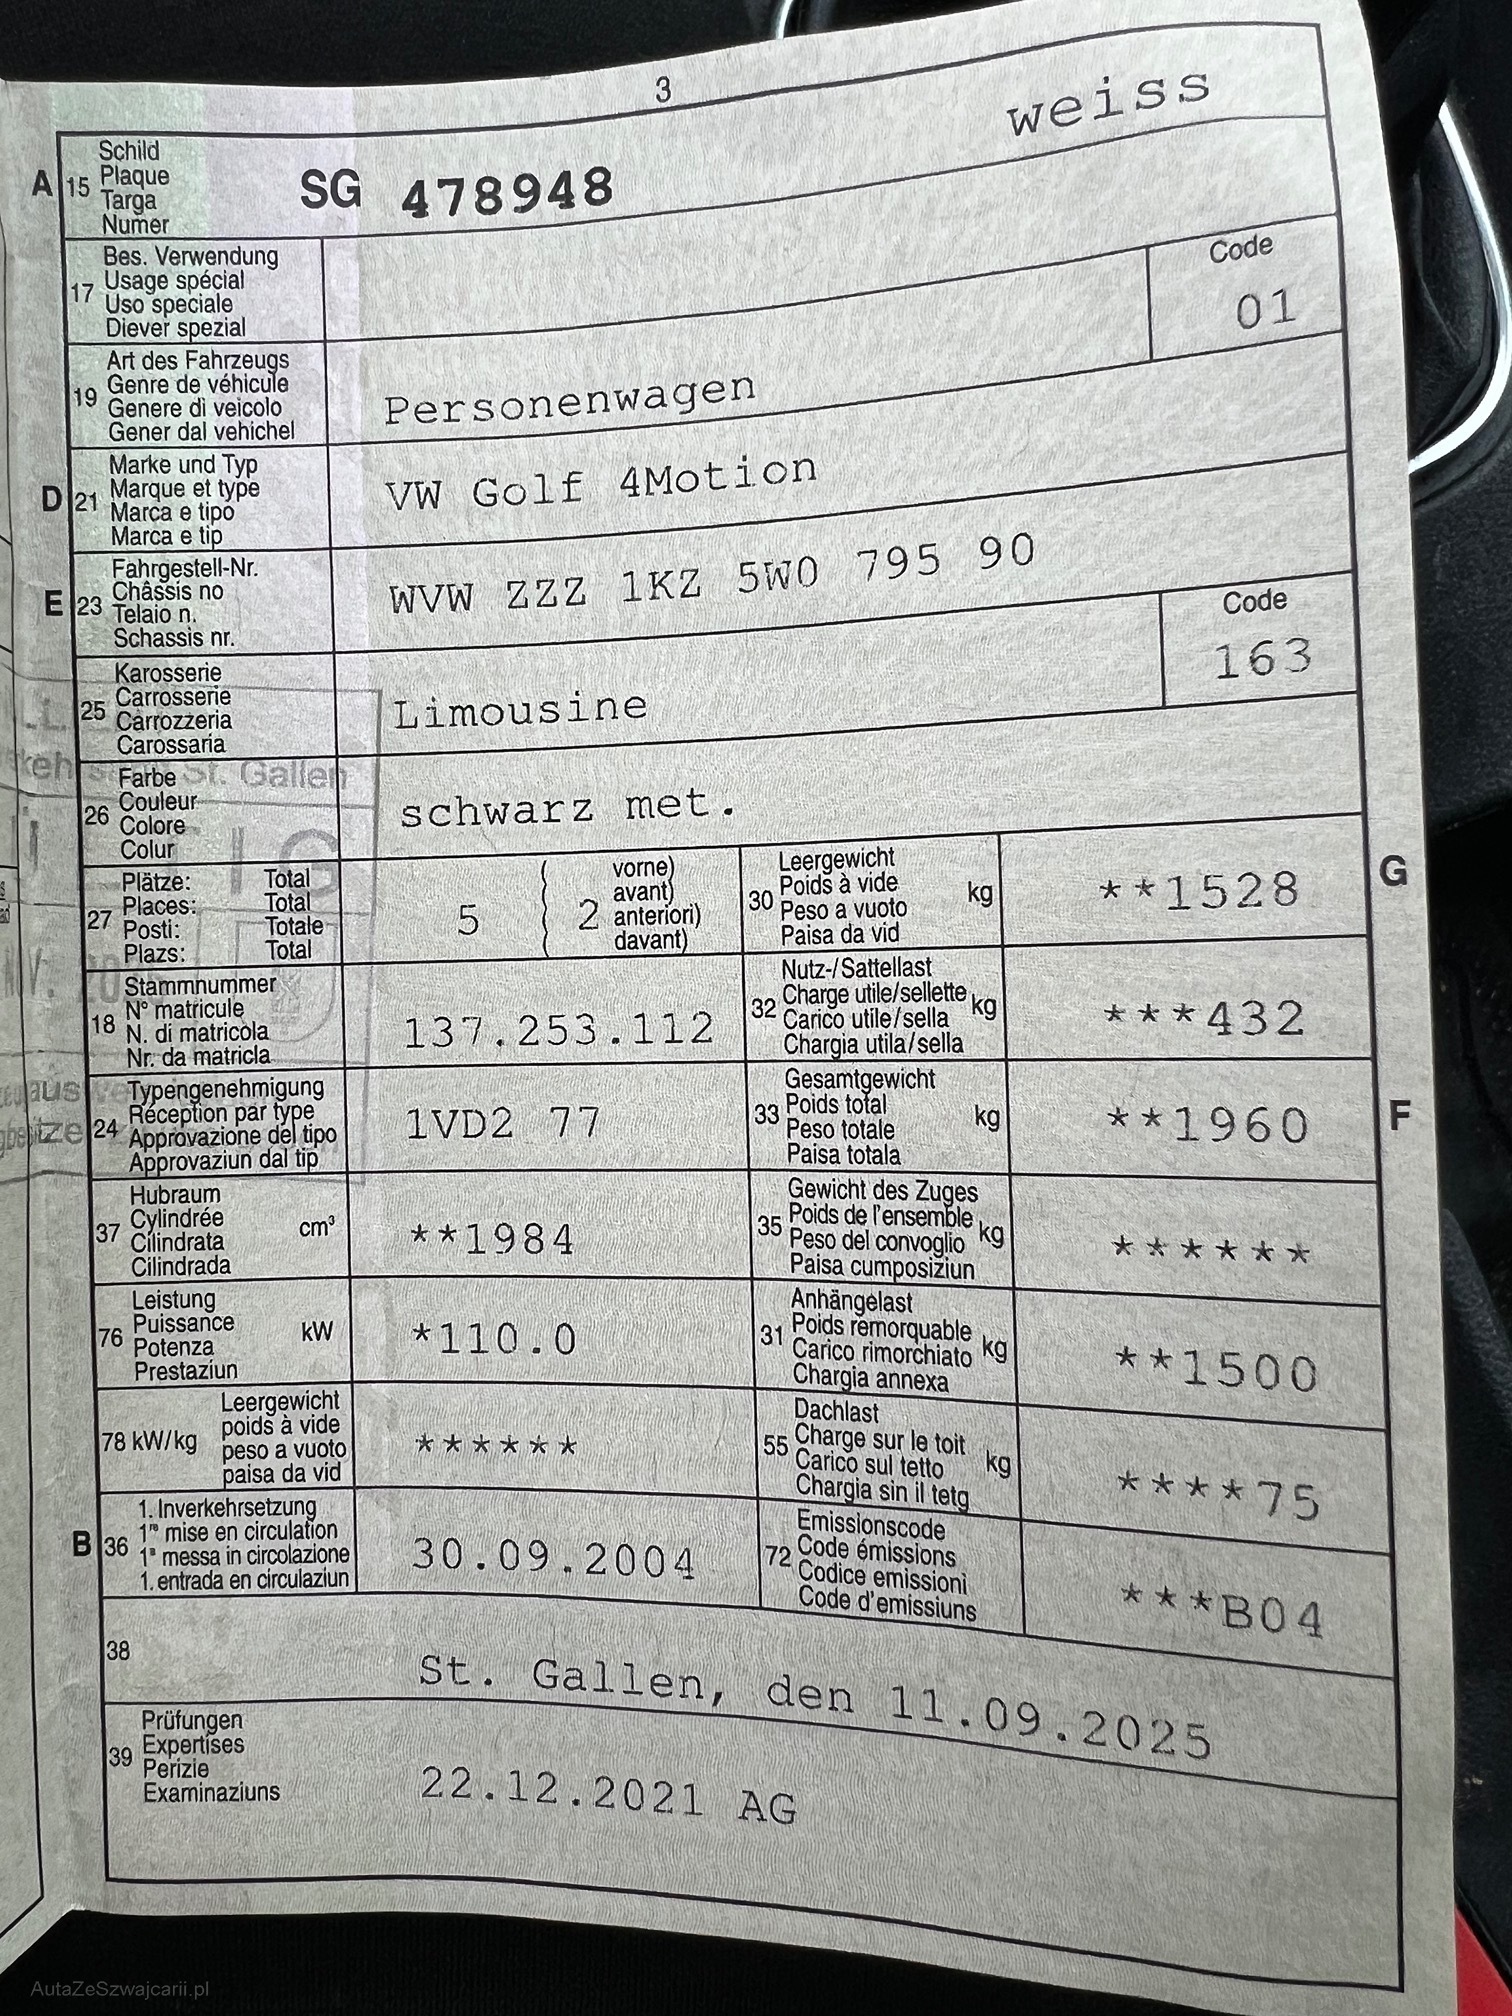 3
weiss
A 15 Schild
Plaque
Targa
Numer
SG 478948
17 Bes. Verwendung
Usage spécial
Uso speciale
Diever spezial
Code
01
19 Art des Fahrzeugs
Genre de véhicule
Genere di veicolo
Gener dal vehichel
Personenwagen
D 21 Marke und Typ
Marque et type
Marca e tipo
Marca e tip
VW Golf 4Motion
E 23 Fahrgestell-Nr.
Châssis no
Telaio n.
Schassis nr.
WVW ZZZ 1KZ 5W0 795 90
25 Karosserie
Carrosserie
Carrozzeria
Carossaria
Limousine
Code
163
26 Farbe
Couleur
Colore
Colur
schwarz met.
St. Gallen
27 Plätze: Total
Places: Total
Posti: Totale
Plazs: Total
5 { 2 vorne)
avant)
anteriori)
davant)
30 Leergewicht
Poids à vide
Peso a vuoto
Paisa da vid
kg
**1528
G
18 Stammnummer
N° matricule
N. di matricola
Nr. da matricla
137.253.112
32 Nutz-/Sattellast
Charge utile/sellette
Carico utile/sella
Chargia utila/sella
kg
***432
24 Typengenehmigung
Réception par type
Approvazione del tipo
Approvaziun dal tip
1VD2 77
33 Gesamtgewicht
Poids total
Peso totale
Paisa totala
kg
**1960
F
37 Hubraum
Cylindrée
Cilindrata
Cilindrada
cm³
**1984
35 Gewicht des Zuges
Poids de l'ensemble
Peso del convoglio
Paisa cumposiziun
kg
******
76 Leistung
Puissance
Potenza
Prestaziun
kW
*110.0
31 Anhängelast
Poids remorquable
Carico rimorchiato
Chargia annexa
kg
**1500
78 kW/kg
Leergewicht
poids à vide
peso a vuoto
paisa da vid
******
55 Dachlast
Charge sur le toit
Carico sul tetto
Chargia sin il tetg
kg
****75
B 36 1. Inverkehrsetzung
1re mise en circulation
1a messa in circolazione
1. entrada en circulaziun
30.09.2004
72 Emissionscode
Code émissions
Codice emissioni
Code d'emissiuns
***B04
38
St. Gallen, den 11.09.2025
39 Prüfungen
Expertises
Perizie
Examinaziuns
22.12.2021 AG
AutaZeSzwajcarii.pl